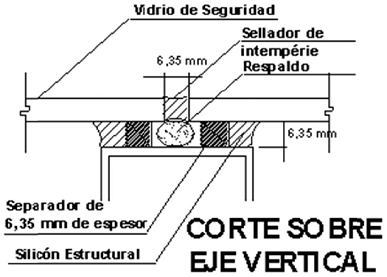 Vidrio de Seguridad
Sellador de
intempérie
Respaldo
6,35 mm
6,35 mm
Separador de
6,35 mm de espesor
Silicón Estructural
CORTE SOBRE
EJE VERTICAL